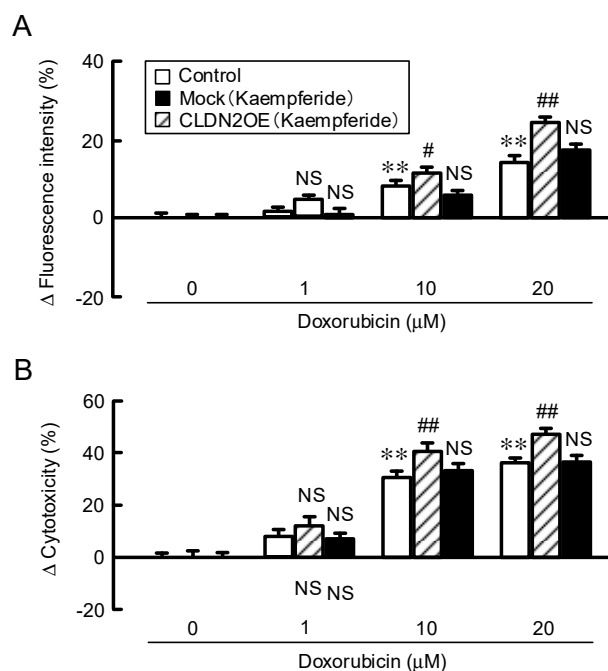 A
Δ Fluorescence intensity (%)
40
20
0
-20
Control
Mock(Kaempferide)
CLDN2OE(Kaempferide)
NS
NS
**
#
NS
**
##
NS
0 1 10 20
Doxorubicin (μM)
B
Δ Cytotoxicity (%)
60
40
20
0
-20
NS
NS
**
##
NS
**
##
NS
NS
NS
0 1 10 20
Doxorubicin (μM)